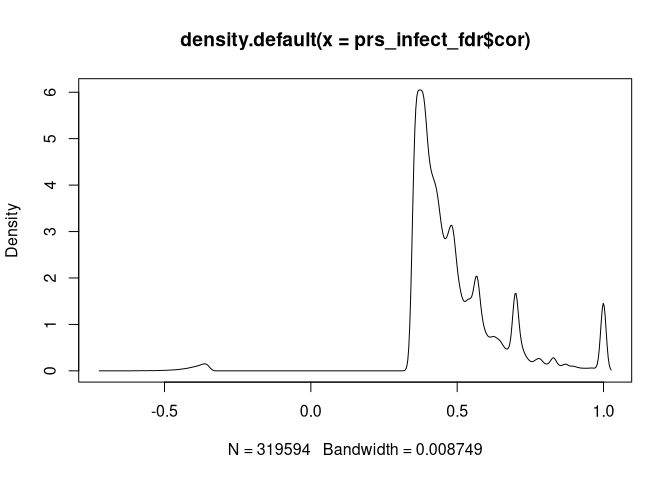 density.default(x = prs_infect_fdr$cor)
Density
6
5
4
3
2
1
0
-0.5 0.0 0.5 1.0
N = 319594 Bandwidth = 0.008749